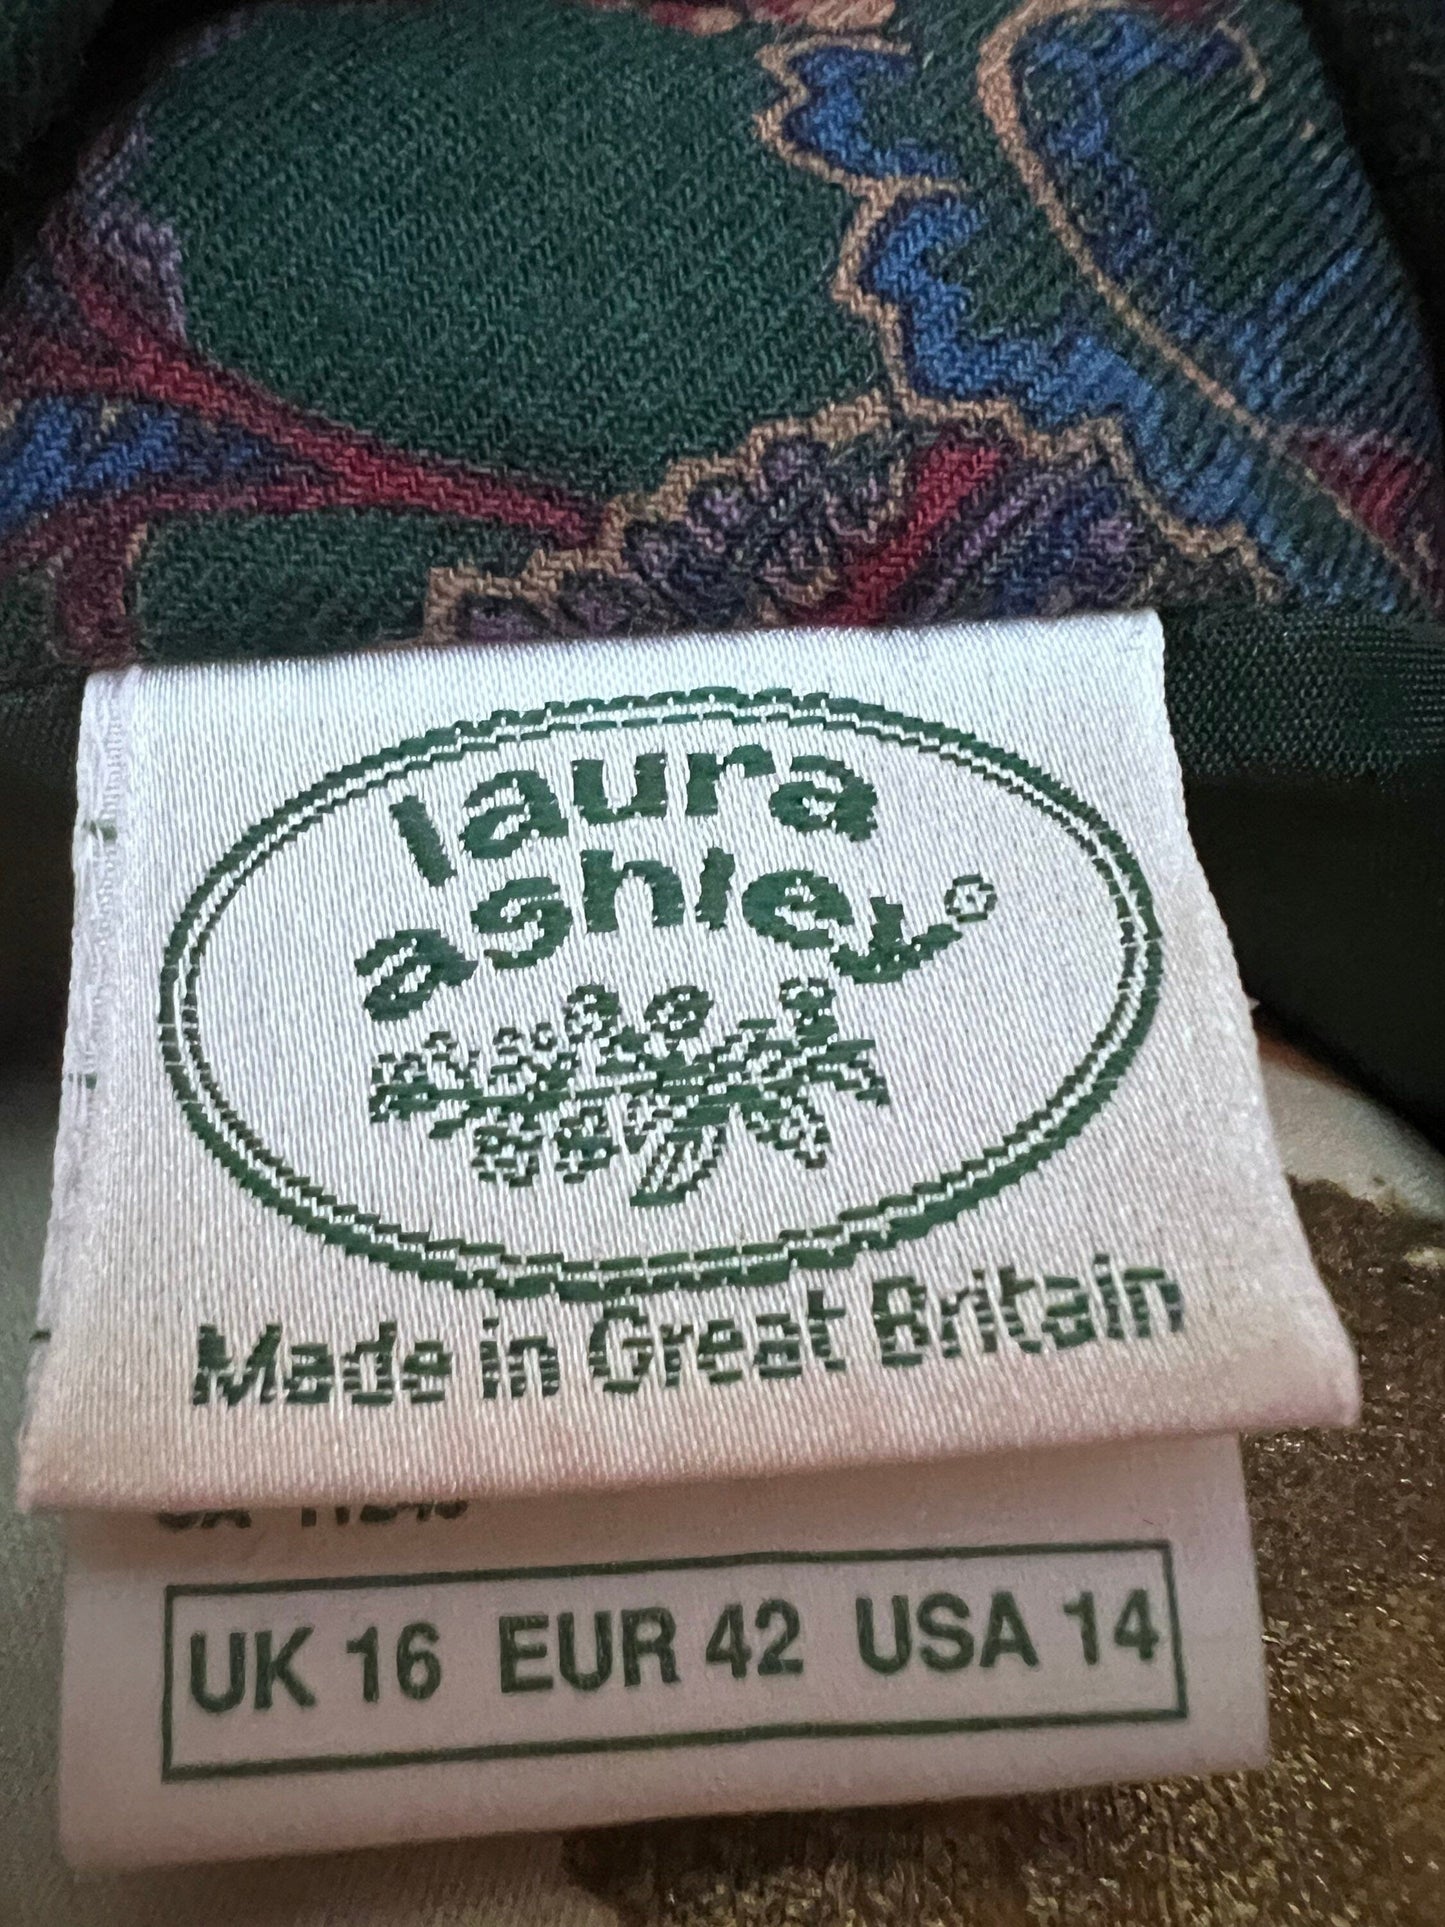 laura
ashley®
Made in Great Britain
UK 16 EUR 42 USA 14